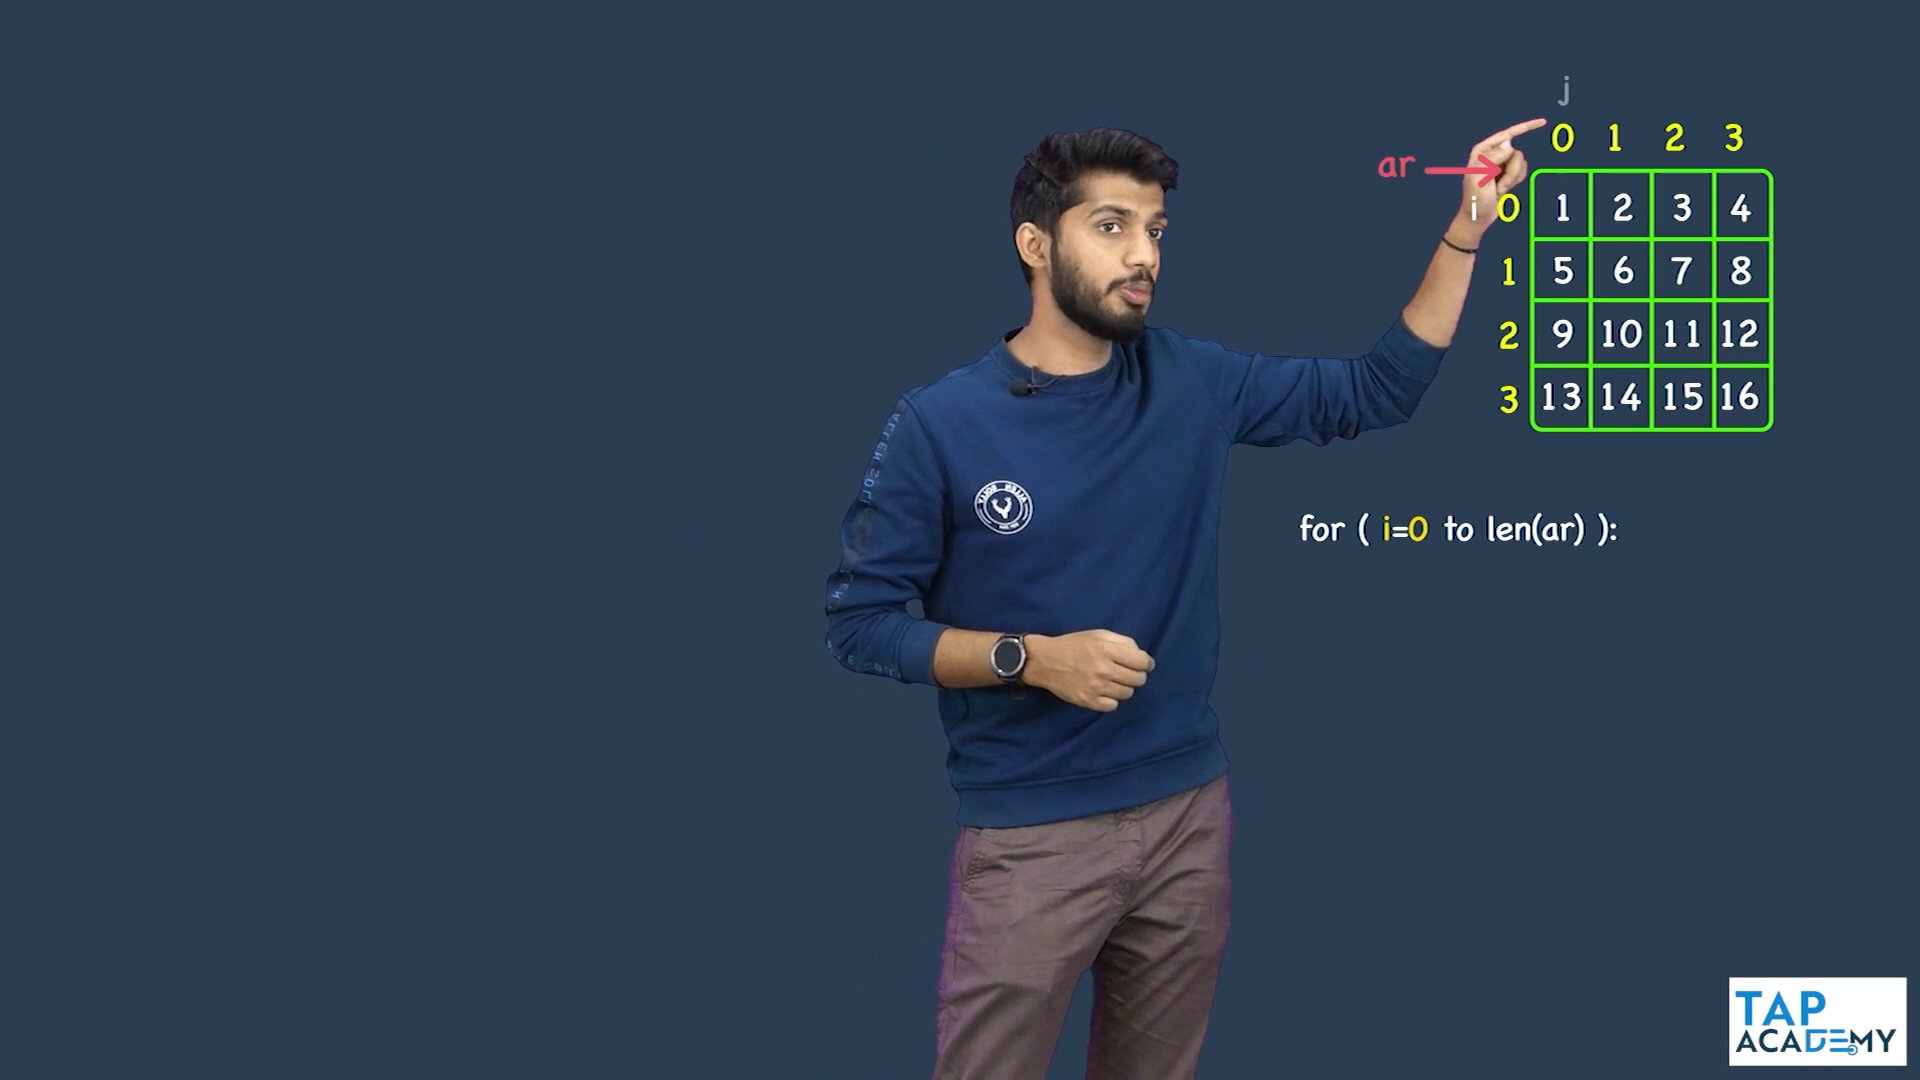 j
0 1 2 3
ar
i 0 1 2 3 4
1 5 6 7 8
2 9 10 11 12
3 13 14 15 16
for ( i=0 to len(ar) ):
TAP
ACADEMY